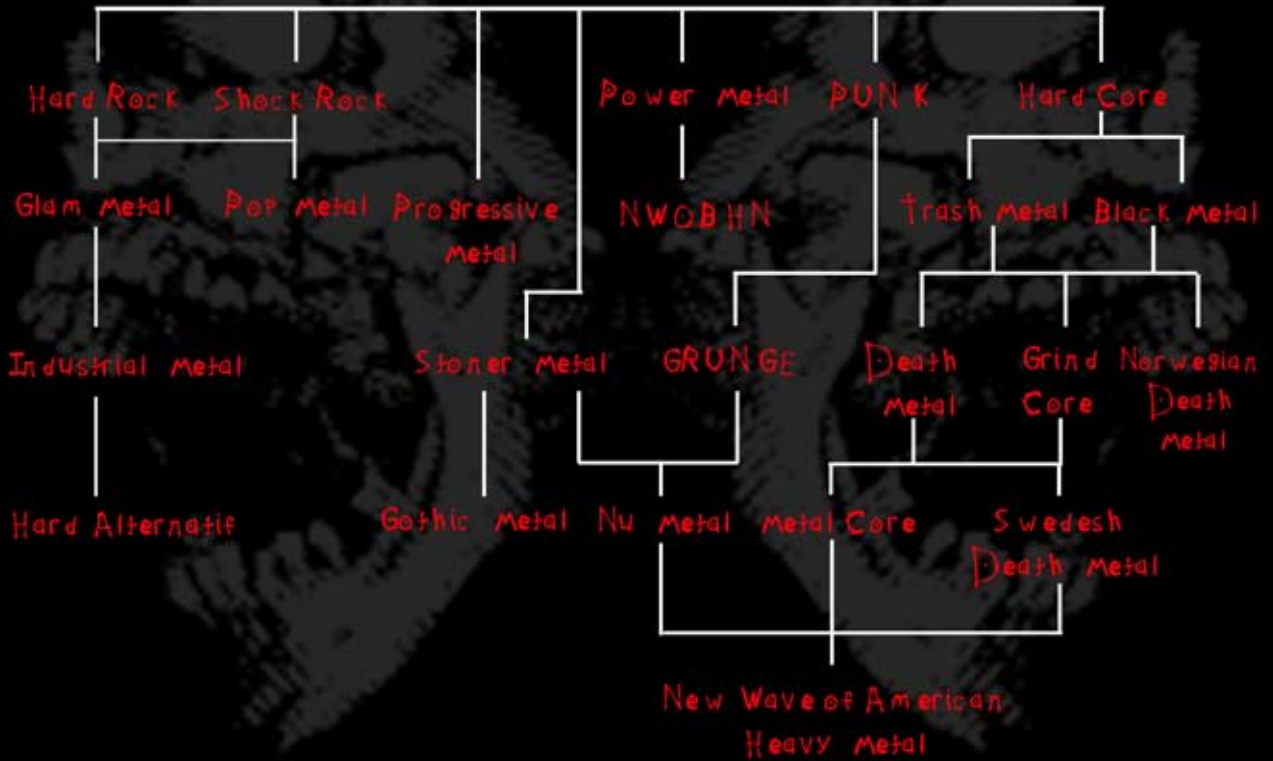 Hard Rock Shock Rock Power Metal PUNK Hard Core
Glam Metal Pop Metal Progressive NWOBHN Trash Metal Black Metal
Metal
Industrial Metal Stoner Metal GRUNGE Death Grind Norwegian
Metal Core Death
Metal
Hard Alternatif Gothic Metal Nu Metal Metal Core Swedesh
Death Metal
New Wave of American
Heavy Metal